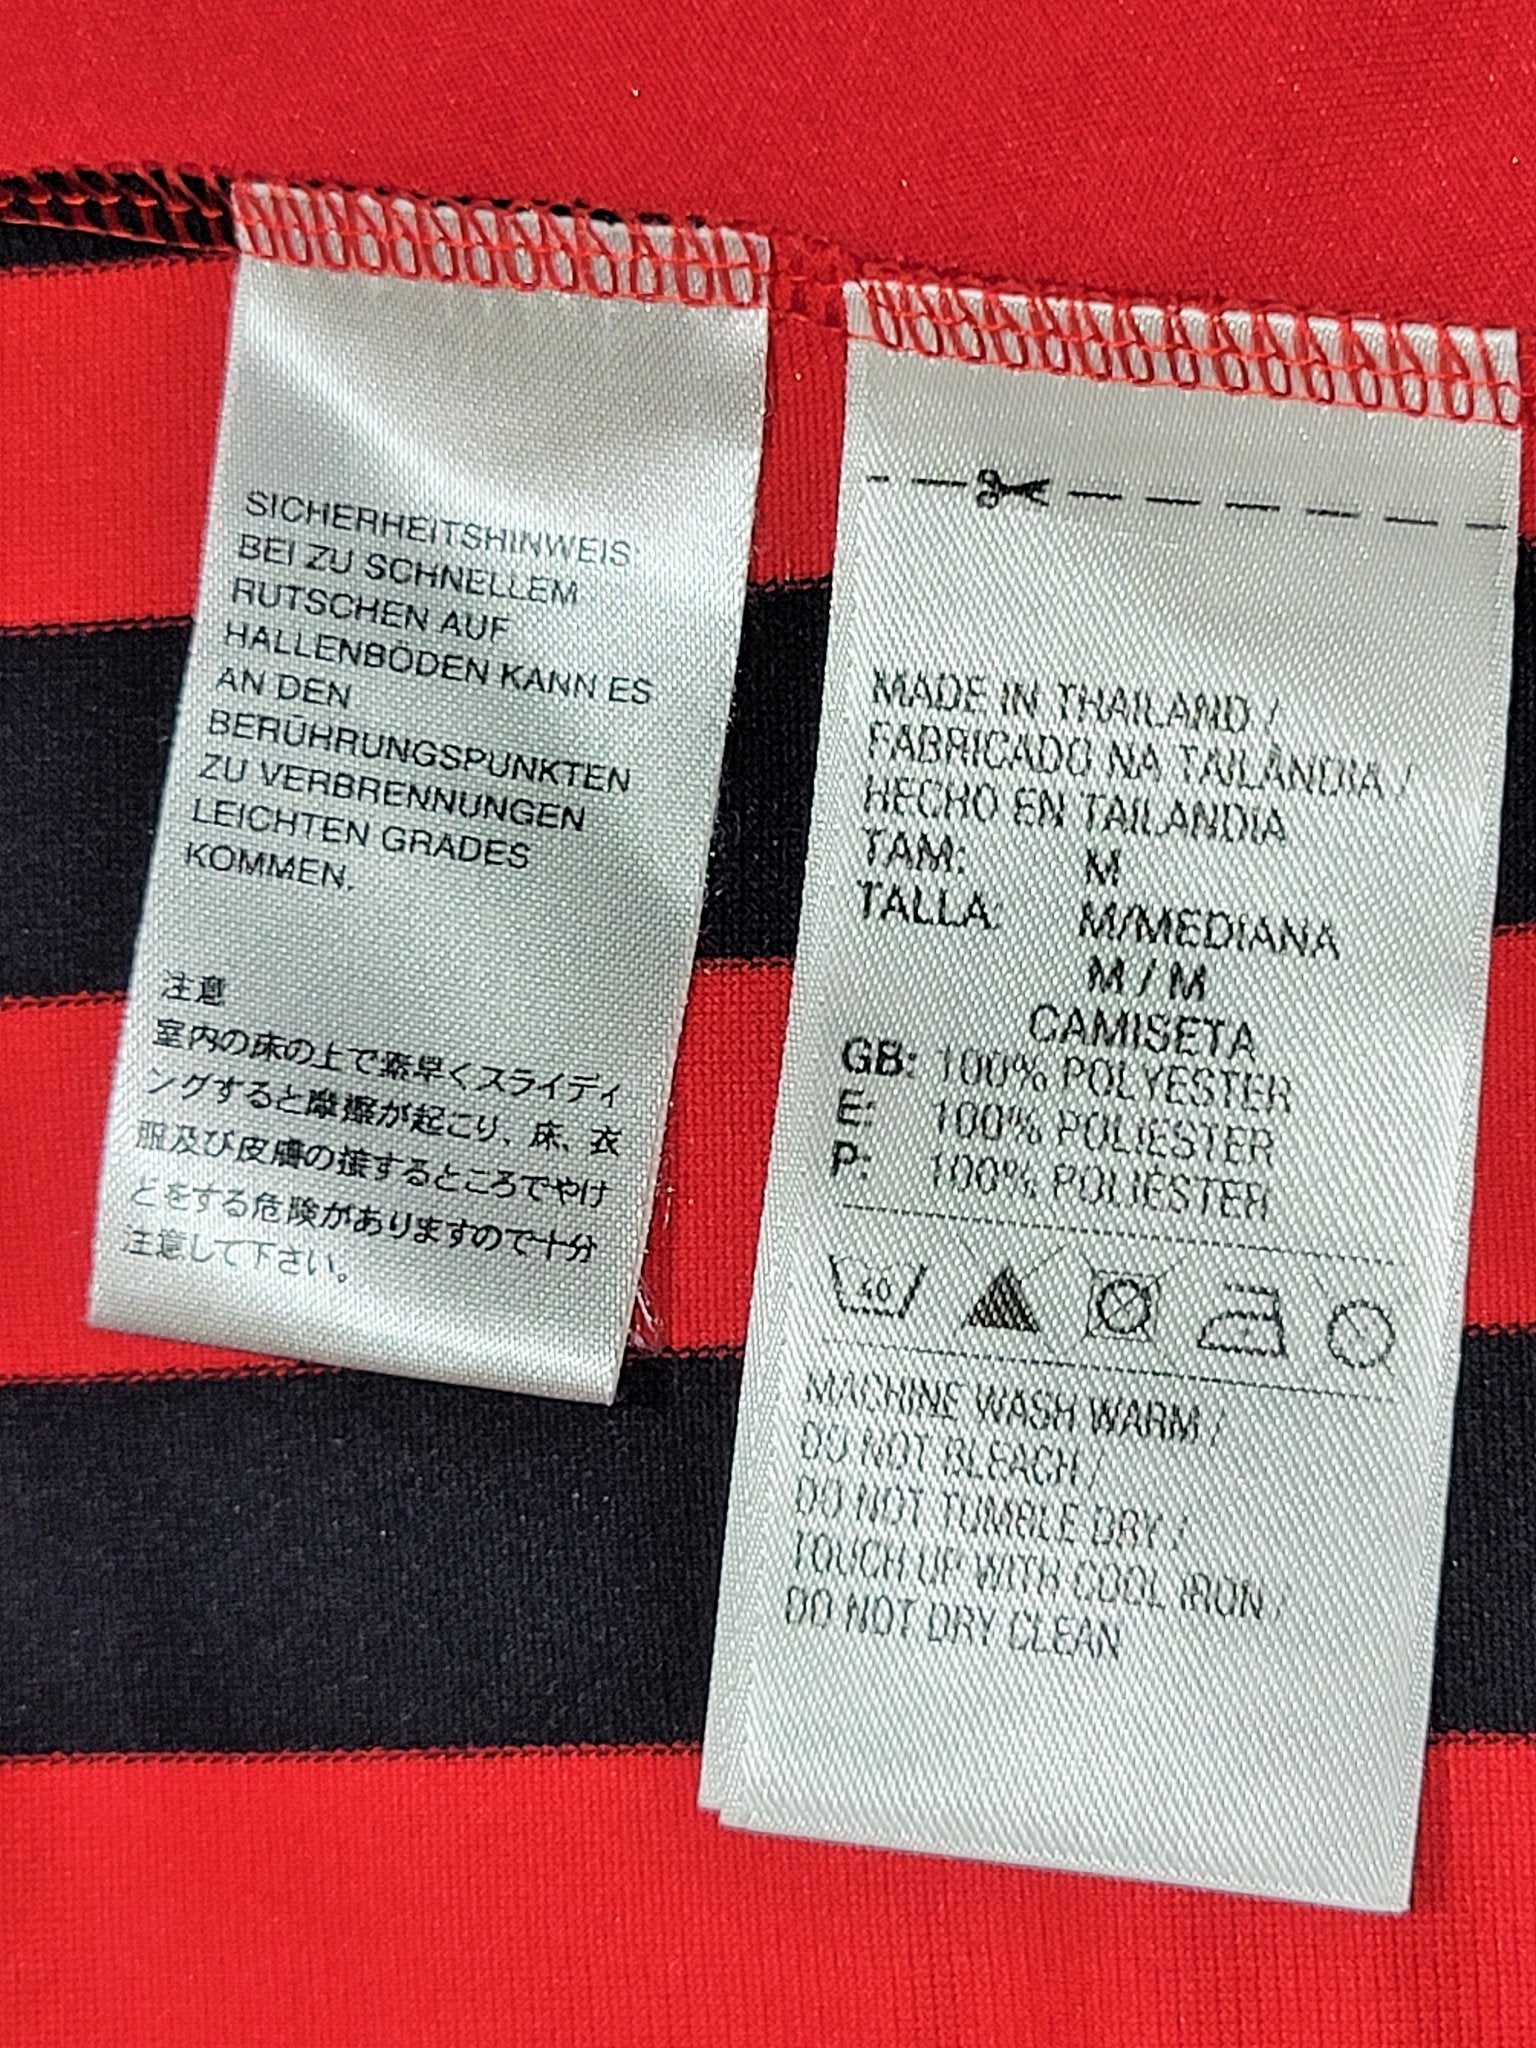 SICHERHEITSHINWEIS:
BEI ZU SCHNELLEM
RUTSCHEN AUF
HALLENBÖDEN KANN ES
AN DEN
BERÜHRUNGSPUNKTEN
ZU VERBRENNUNGEN
LEICHTEN GRADES
KOMMEN.
注意
室内の床の上で素早くスライディ
ングすると摩擦が起こり、床、衣
服及び皮膚の接するところでやけ
どをする危険がありますので十分
注意して下さい。
MADE IN THAILAND /
FABRICADO NA TAILÂNDIA /
HECHO EN TAILANDIA
TAM: M
TALLA: M/MEDIANA
M / M
CAMISETA
GB: 100% POLYESTER
E: 100% POLIESTER
P: 100% POLIÉSTER
40
MACHINE WASH WARM /
DO NOT BLEACH /
DO NOT TUMBLE DRY /
TOUCH UP WITH COOL IRON /
DO NOT DRY CLEAN